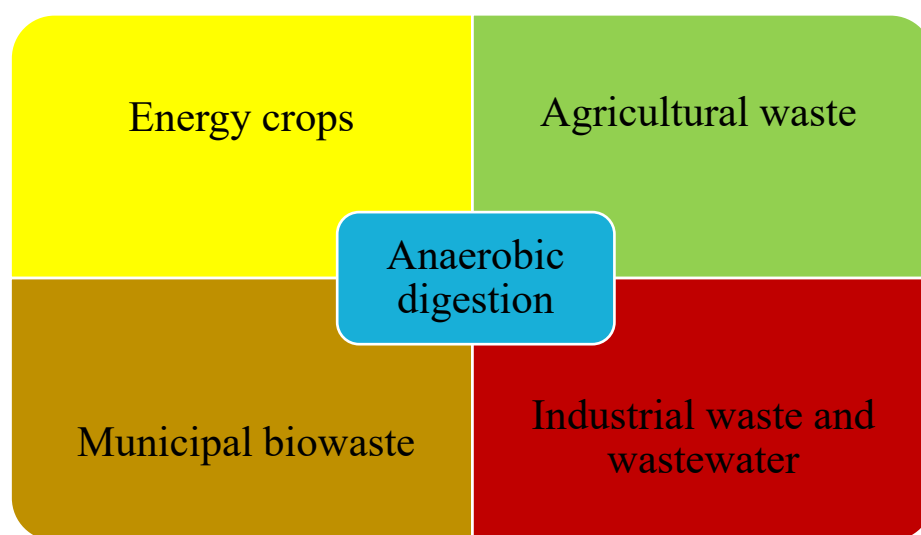 Energy crops
Agricultural waste
Anaerobic
digestion
Municipal biowaste
Industrial waste and
wastewater